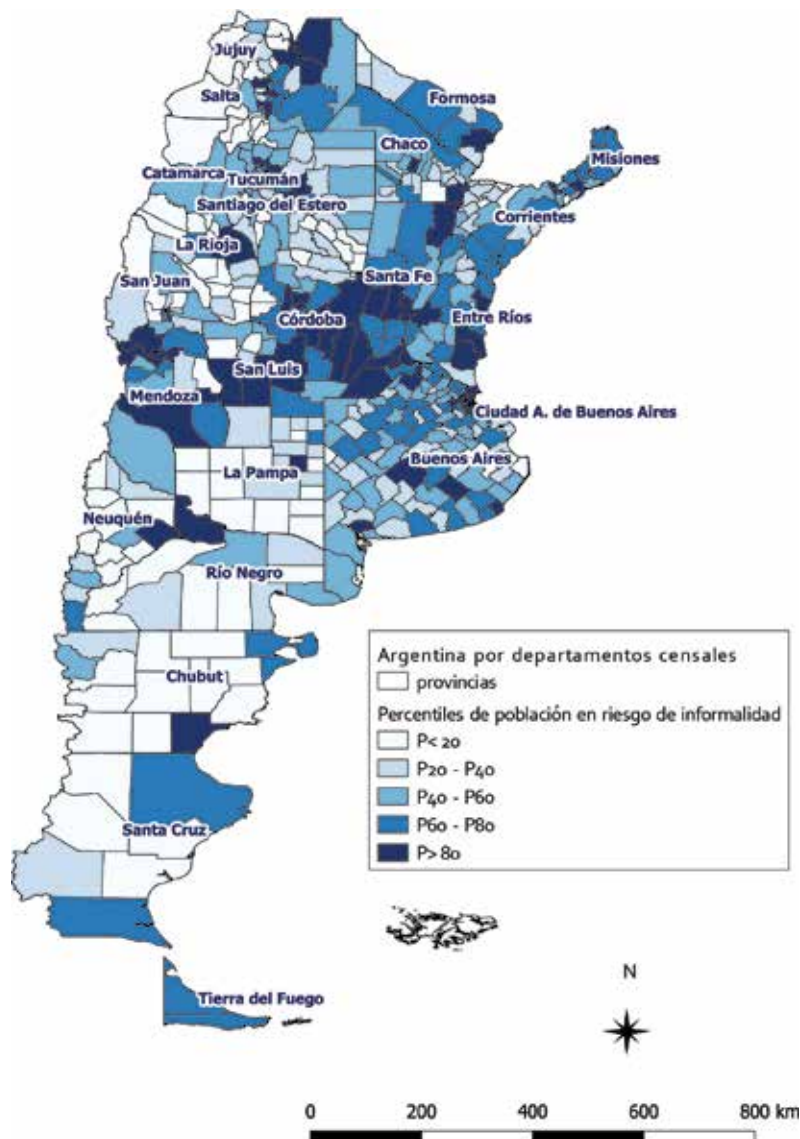 Jujuy
Salta
Formosa
Chaco
Misiones
Catamarca
Tucumán
Santiago del Estero
Corrientes
La Rioja
San Juan
Santa Fe
Córdoba
Entre Ríos
San Luis
Mendoza
Ciudad A. de Buenos Aires
Buenos Aires
La Pampa
Neuquén
Río Negro
Chubut
Santa Cruz
Tierra del Fuego
Argentina por departamentos censales
provincias
Percentiles de población en riesgo de informalidad
P< 20
P20 - P40
P40 - P60
P60 - P80
P> 80
N
0 200 400 600 800 km